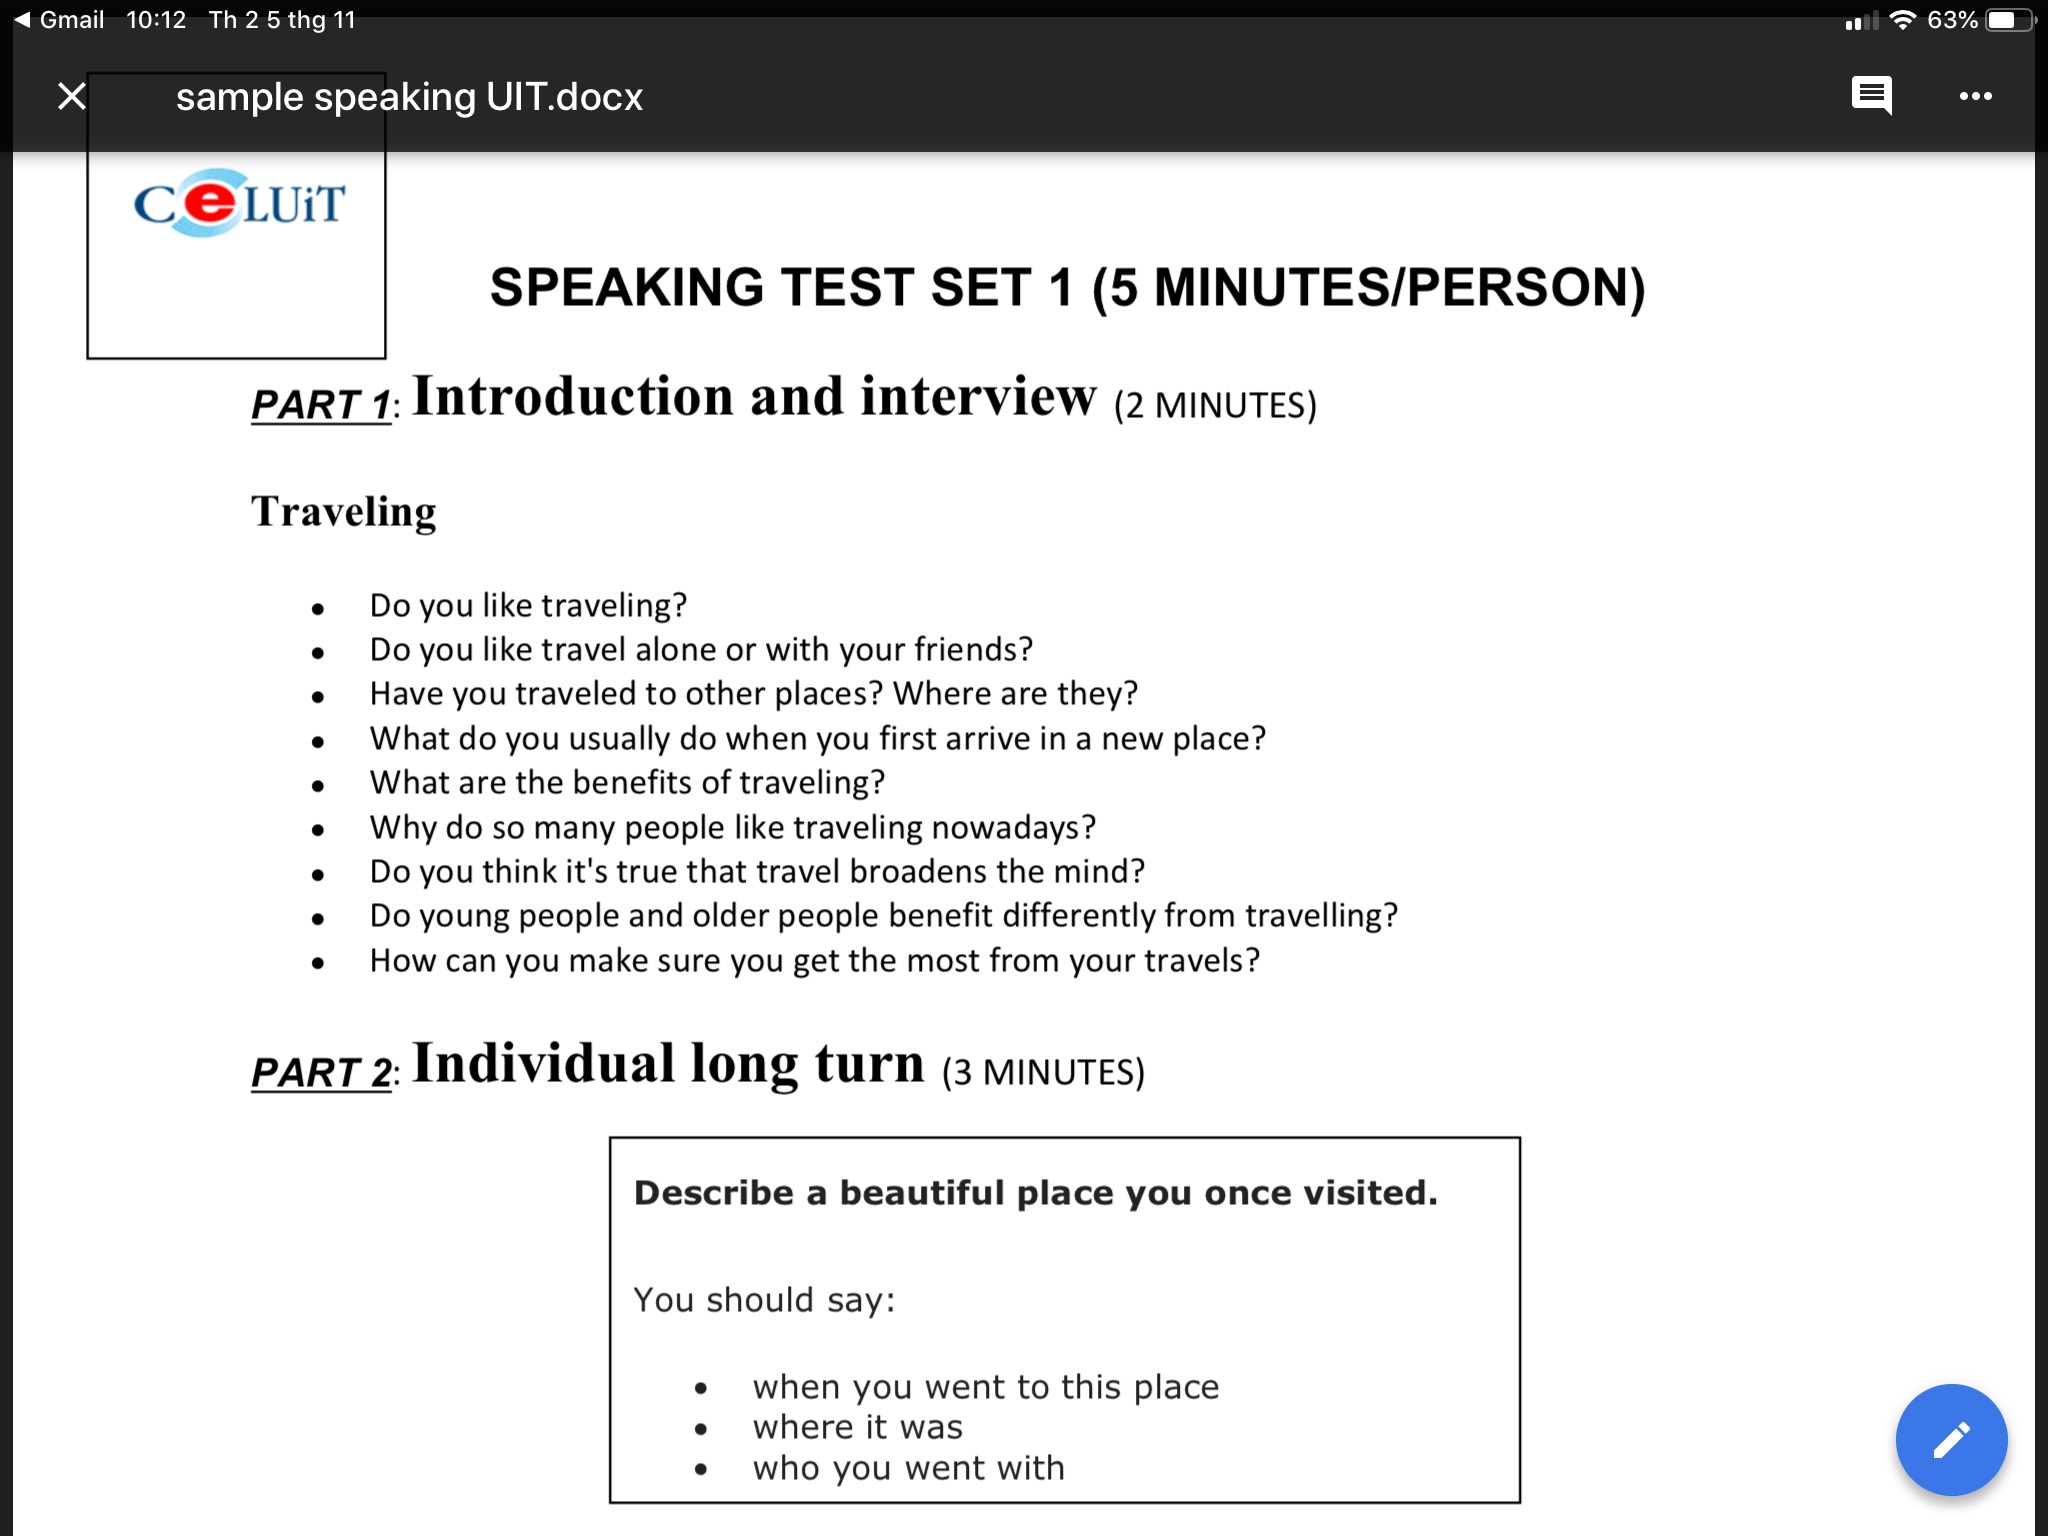 Gmail 10:12 Th 2 5 thg 11 63%
sample speaking UIT.docx
CeLUiT
SPEAKING TEST SET 1 (5 MINUTES/PERSON)
PART 1: Introduction and interview (2 MINUTES)
Traveling
• Do you like traveling?
• Do you like travel alone or with your friends?
• Have you traveled to other places? Where are they?
• What do you usually do when you first arrive in a new place?
• What are the benefits of traveling?
• Why do so many people like traveling nowadays?
• Do you think it's true that travel broadens the mind?
• Do young people and older people benefit differently from travelling?
• How can you make sure you get the most from your travels?
PART 2: Individual long turn (3 MINUTES)
Describe a beautiful place you once visited.
You should say:
• when you went to this place
• where it was
• who you went with